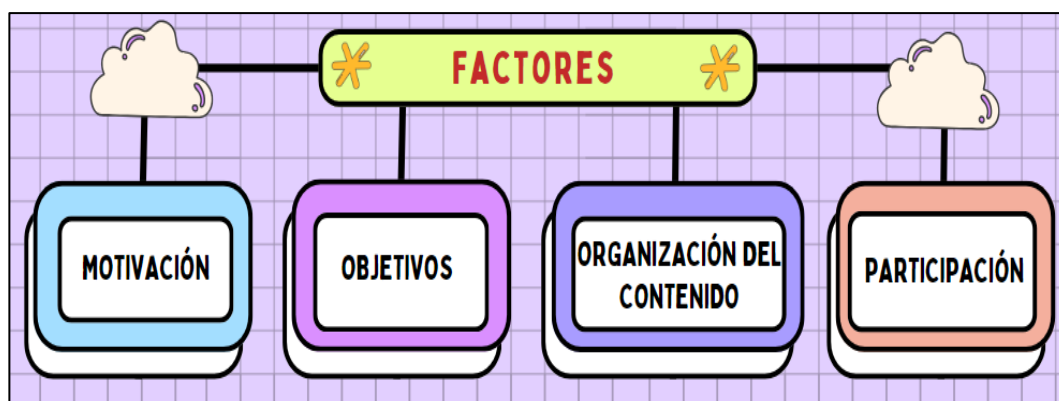 FACTORES
MOTIVACIÓN
OBJETIVOS
ORGANIZACIÓN DEL
CONTENIDO
PARTICIPACIÓN